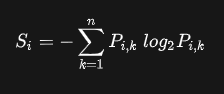 S_i = -\sum_{k=1}^{n} P_{i,k} \; log_2 P_{i,k}